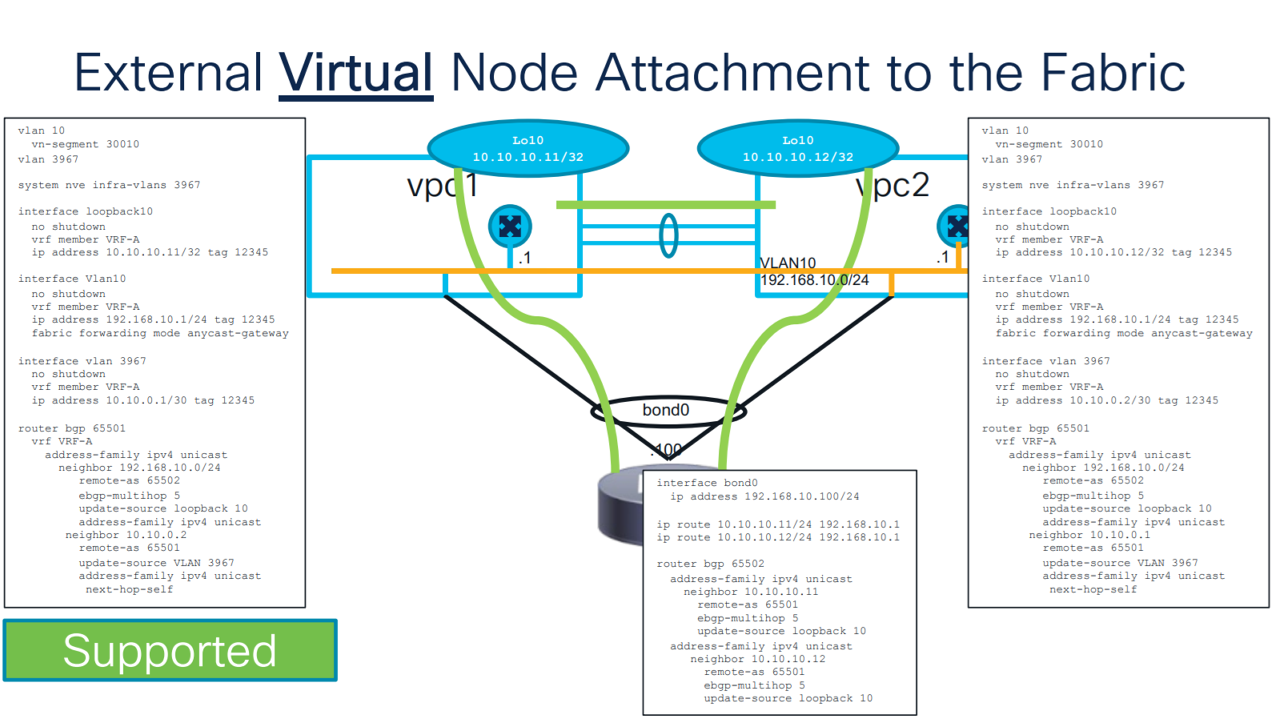 External Virtual Node Attachment to the Fabric
vlan 10
vn-segment 30010
vlan 3967
system nve infra-vlans 3967
interface loopback10
no shutdown
vrf member VRF-A
ip address 10.10.10.11/32 tag 12345
interface Vlan10
no shutdown
vrf member VRF-A
ip address 192.168.10.1/24 tag 12345
fabric forwarding mode anycast-gateway
interface vlan 3967
no shutdown
vrf member VRF-A
ip address 10.10.0.1/30 tag 12345
router bgp 65501
vrf VRF-A
address-family ipv4 unicast
neighbor 192.168.10.0/24
remote-as 65502
ebgp-multihop 5
update-source loopback 10
address-family ipv4 unicast
neighbor 10.10.0.2
remote-as 65501
update-source VLAN 3967
address-family ipv4 unicast
next-hop-self
Supported
Lo10
10.10.10.11/32
vpc1
.1
Lo10
10.10.10.12/32
vpc2
.1
VLAN10
192.168.10.0/24
bond0
.100
interface bond0
ip address 192.168.10.100/24
ip route 10.10.10.11/24 192.168.10.1
ip route 10.10.10.12/24 192.168.10.1
router bgp 65502
address-family ipv4 unicast
neighbor 10.10.10.11
remote-as 65501
ebgp-multihop 5
update-source loopback 10
address-family ipv4 unicast
neighbor 10.10.10.12
remote-as 65501
ebgp-multihop 5
update-source loopback 10
vlan 10
vn-segment 30010
vlan 3967
system nve infra-vlans 3967
interface loopback10
no shutdown
vrf member VRF-A
ip address 10.10.10.12/32 tag 12345
interface Vlan10
no shutdown
vrf member VRF-A
ip address 192.168.10.1/24 tag 12345
fabric forwarding mode anycast-gateway
interface vlan 3967
no shutdown
vrf member VRF-A
ip address 10.10.0.2/30 tag 12345
router bgp 65501
vrf VRF-A
address-family ipv4 unicast
neighbor 192.168.10.0/24
remote-as 65502
ebgp-multihop 5
update-source loopback 10
address-family ipv4 unicast
neighbor 10.10.0.1
remote-as 65501
update-source VLAN 3967
address-family ipv4 unicast
next-hop-self